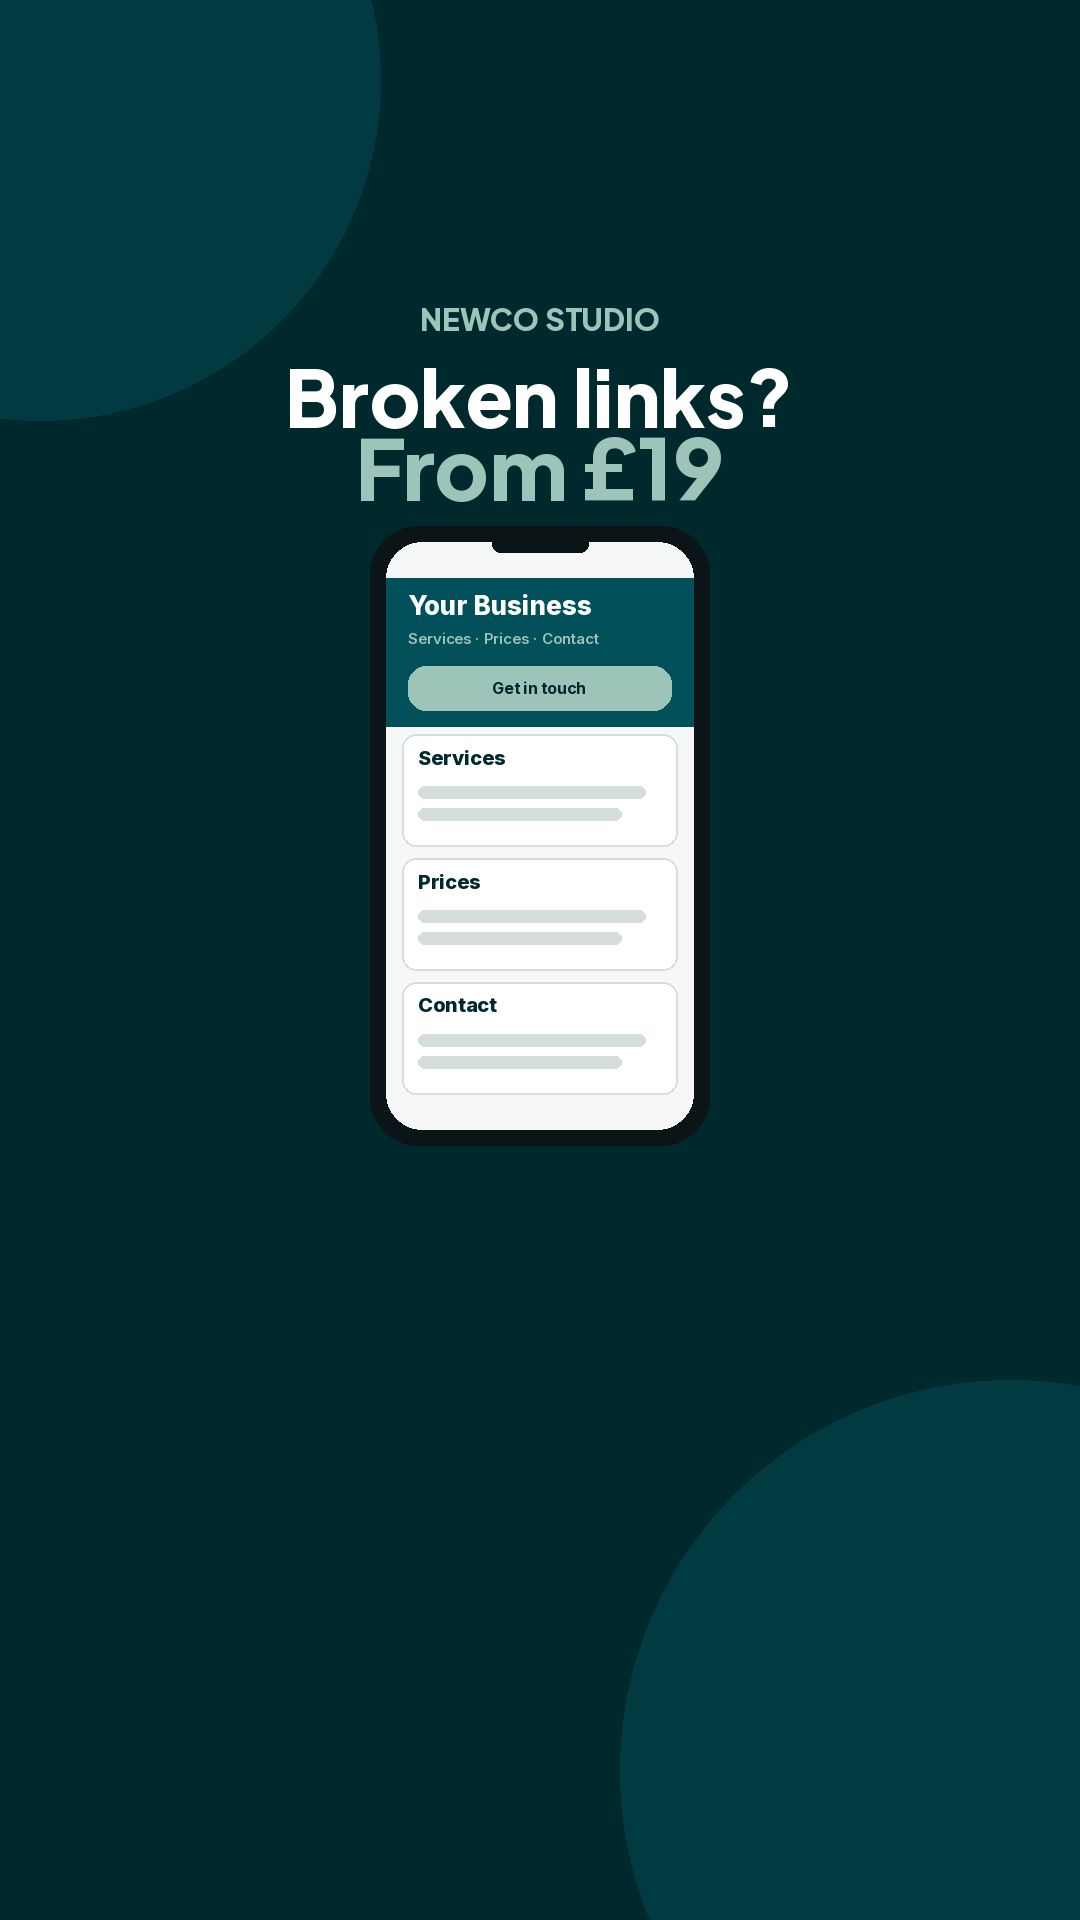 NEWCO STUDIO
Broken links?
From £19
Your Business
Services · Prices · Contact
Get in touch
Services
Prices
Contact